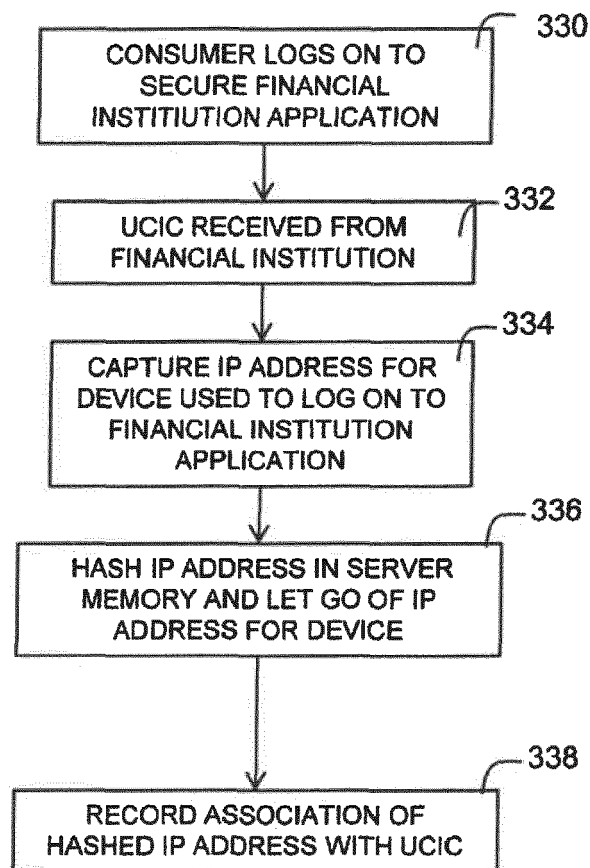 330
CONSUMER LOGS ON TO
SECURE FINANCIAL
INSTITIUTION APPLICATION
332
UCIC RECEIVED FROM
FINANCIAL INSTITUTION
334
CAPTURE IP ADDRESS FOR
DEVICE USED TO LOG ON TO
FINANCIAL INSTITUTION
APPLICATION
336
HASH IP ADDRESS IN SERVER
MEMORY AND LET GO OF IP
ADDRESS FOR DEVICE
338
RECORD ASSOCIATION OF
HASHED IP ADDRESS WITH UCIC